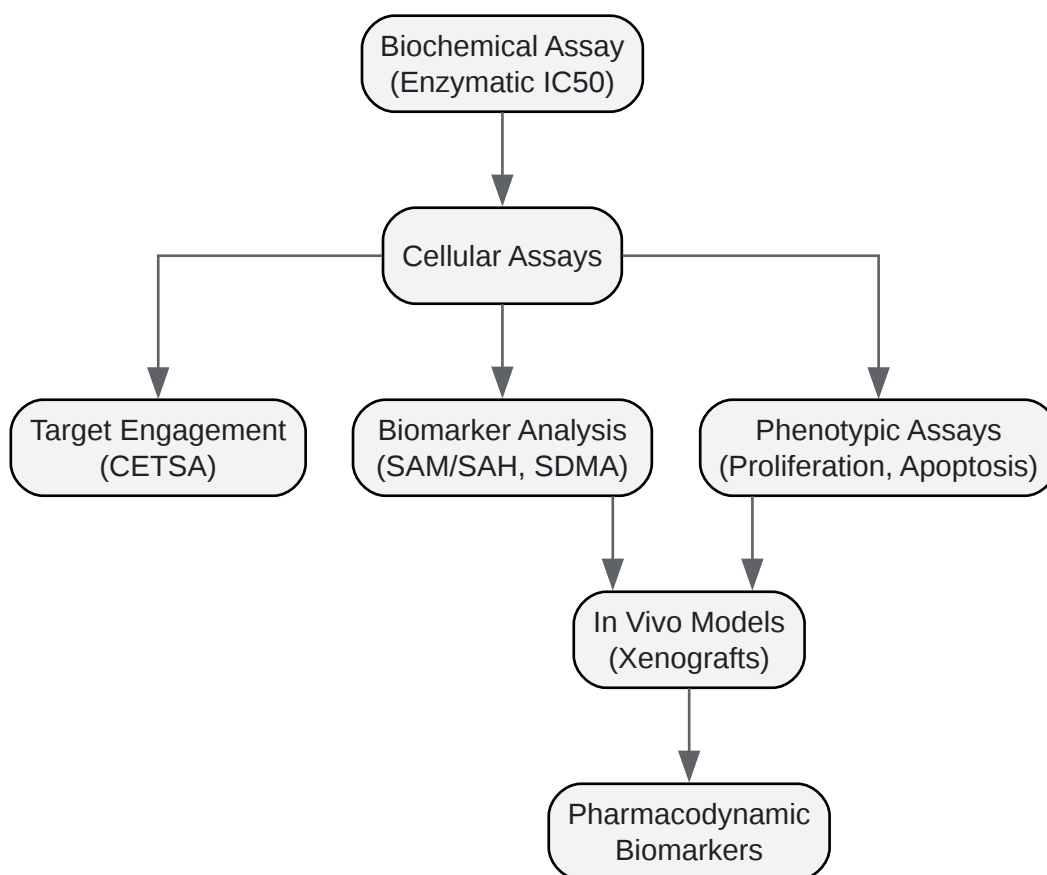 Biochemical Assay
(Enzymatic IC50)
Cellular Assays
Target Engagement
(CETSA)
Biomarker Analysis
(SAM/SAH, SDMA)
Phenotypic Assays
(Proliferation, Apoptosis)
In Vivo Models
(Xenografts)
Pharmacodynamic
Biomarkers